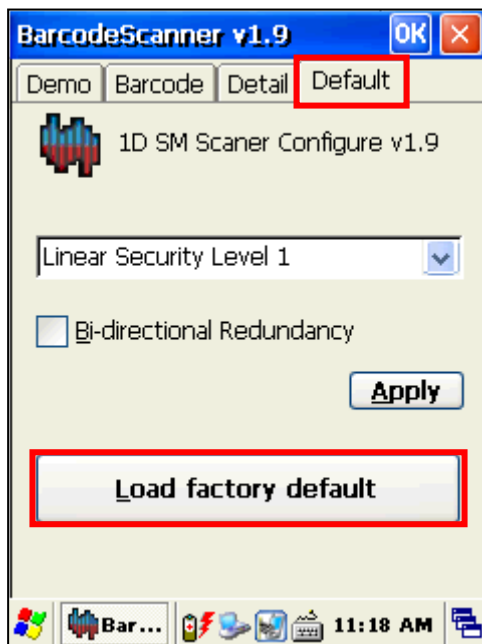 BarcodeScanner v1.9 OK
Demo Barcode Detail Default
1D SM Scaner Configure v1.9
Linear Security Level 1
Bi-directional Redundancy
Apply
Load factory default
Bar... 11:18 AM